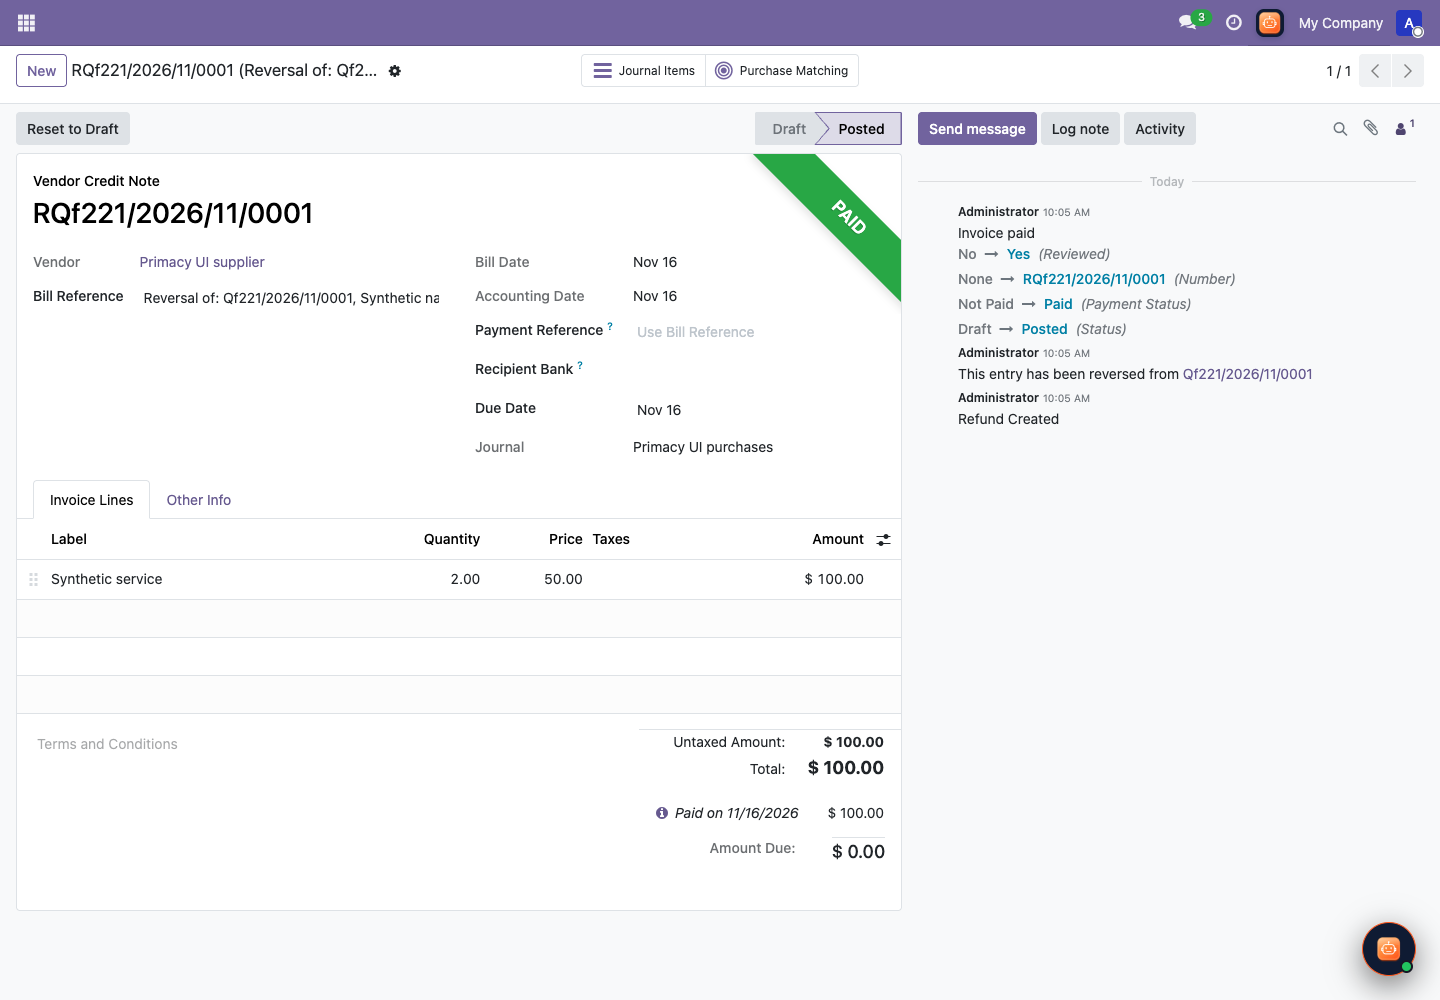 3
My Company
A
New
RQf221/2026/11/0001 (Reversal of: Qf2...
Journal Items
Purchase Matching
1 / 1
Reset to Draft
Draft
Posted
Send message
Log note
Activity
1
Vendor Credit Note
RQf221/2026/11/0001
PAID
Vendor
Primacy UI supplier
Bill Reference
Reversal of: Qf221/2026/11/0001, Synthetic na
Bill Date
Nov 16
Accounting Date
Nov 16
Payment Reference ?
Use Bill Reference
Recipient Bank ?
Due Date
Nov 16
Journal
Primacy UI purchases
Today
Administrator 10:05 AM
Invoice paid
No → Yes (Reviewed)
None → RQf221/2026/11/0001 (Number)
Not Paid → Paid (Payment Status)
Draft → Posted (Status)
Administrator 10:05 AM
This entry has been reversed from Qf221/2026/11/0001
Administrator 10:05 AM
Refund Created
Invoice Lines
Other Info
Label Quantity Price Taxes Amount
Synthetic service 2.00 50.00 $ 100.00
Terms and Conditions
Untaxed Amount: $ 100.00
Total: $ 100.00
Paid on 11/16/2026 $ 100.00
Amount Due: $ 0.00